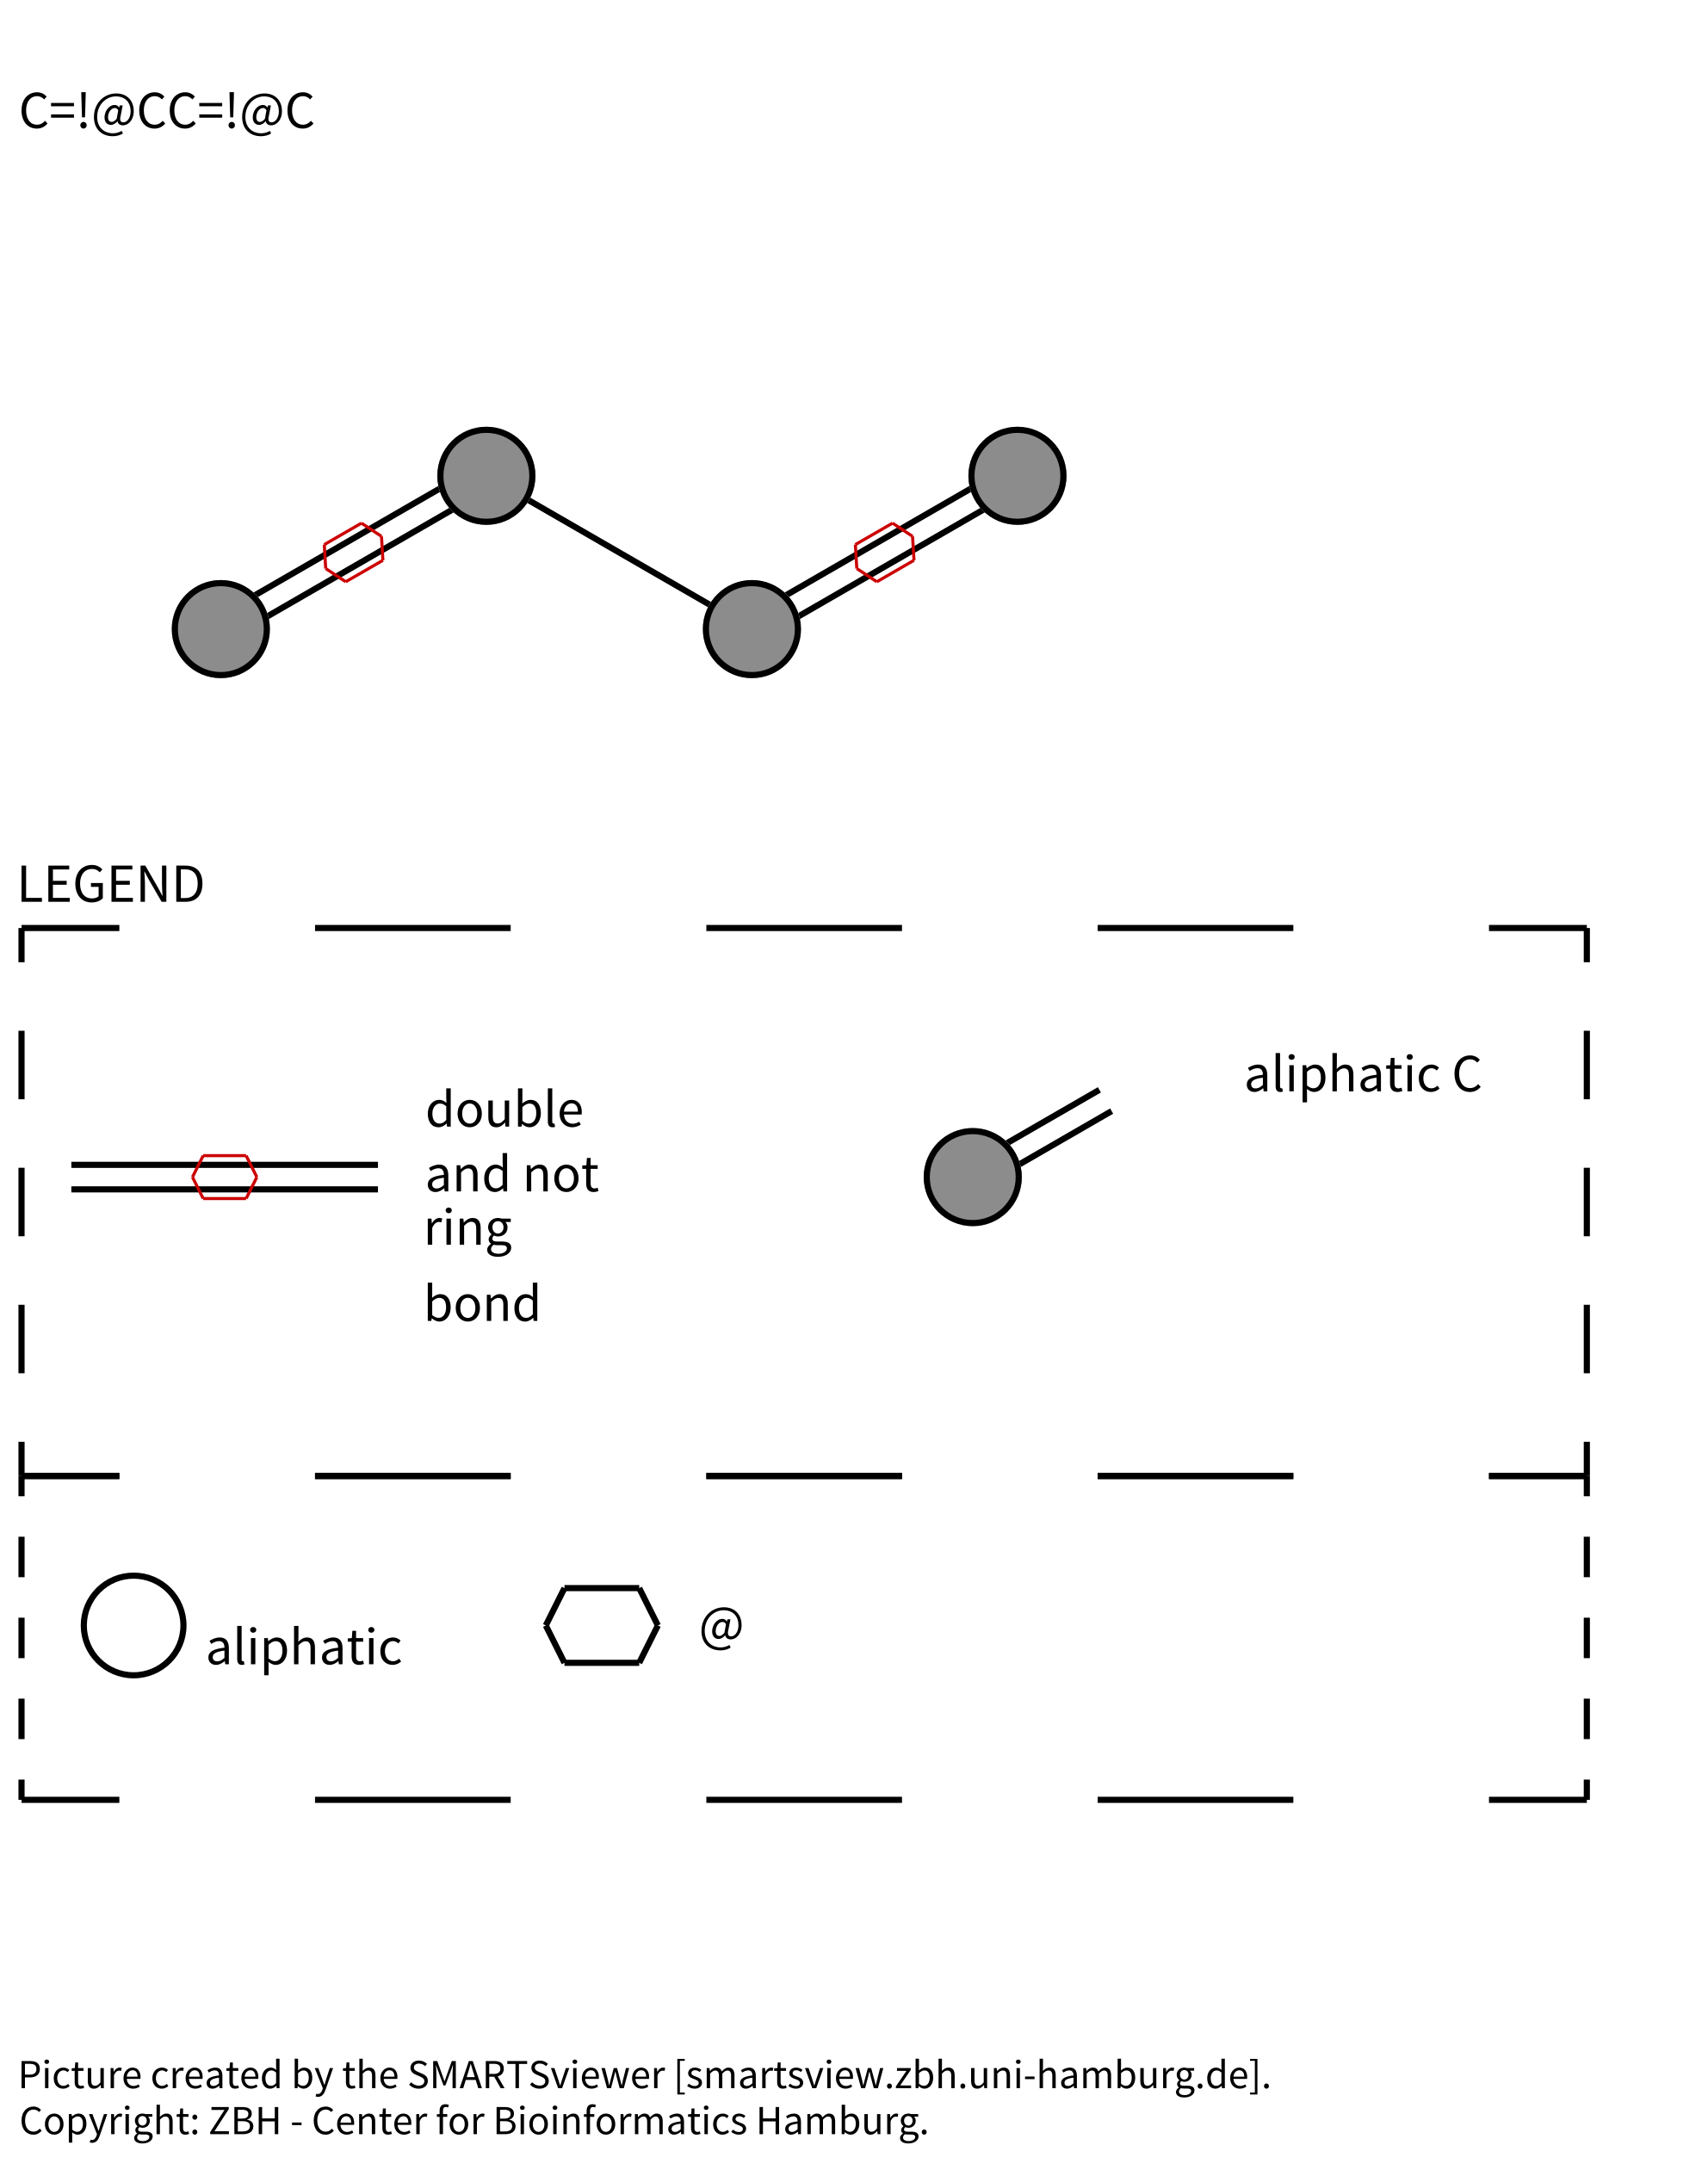 C=!@CC=!@C
LEGEND
double
and not
ring
bond
aliphatic C
aliphatic
@
Picture created by the SMARTSviewer [smartsview.zbh.uni-hamburg.de].
Copyright: ZBH - Center for Bioinformatics Hamburg.